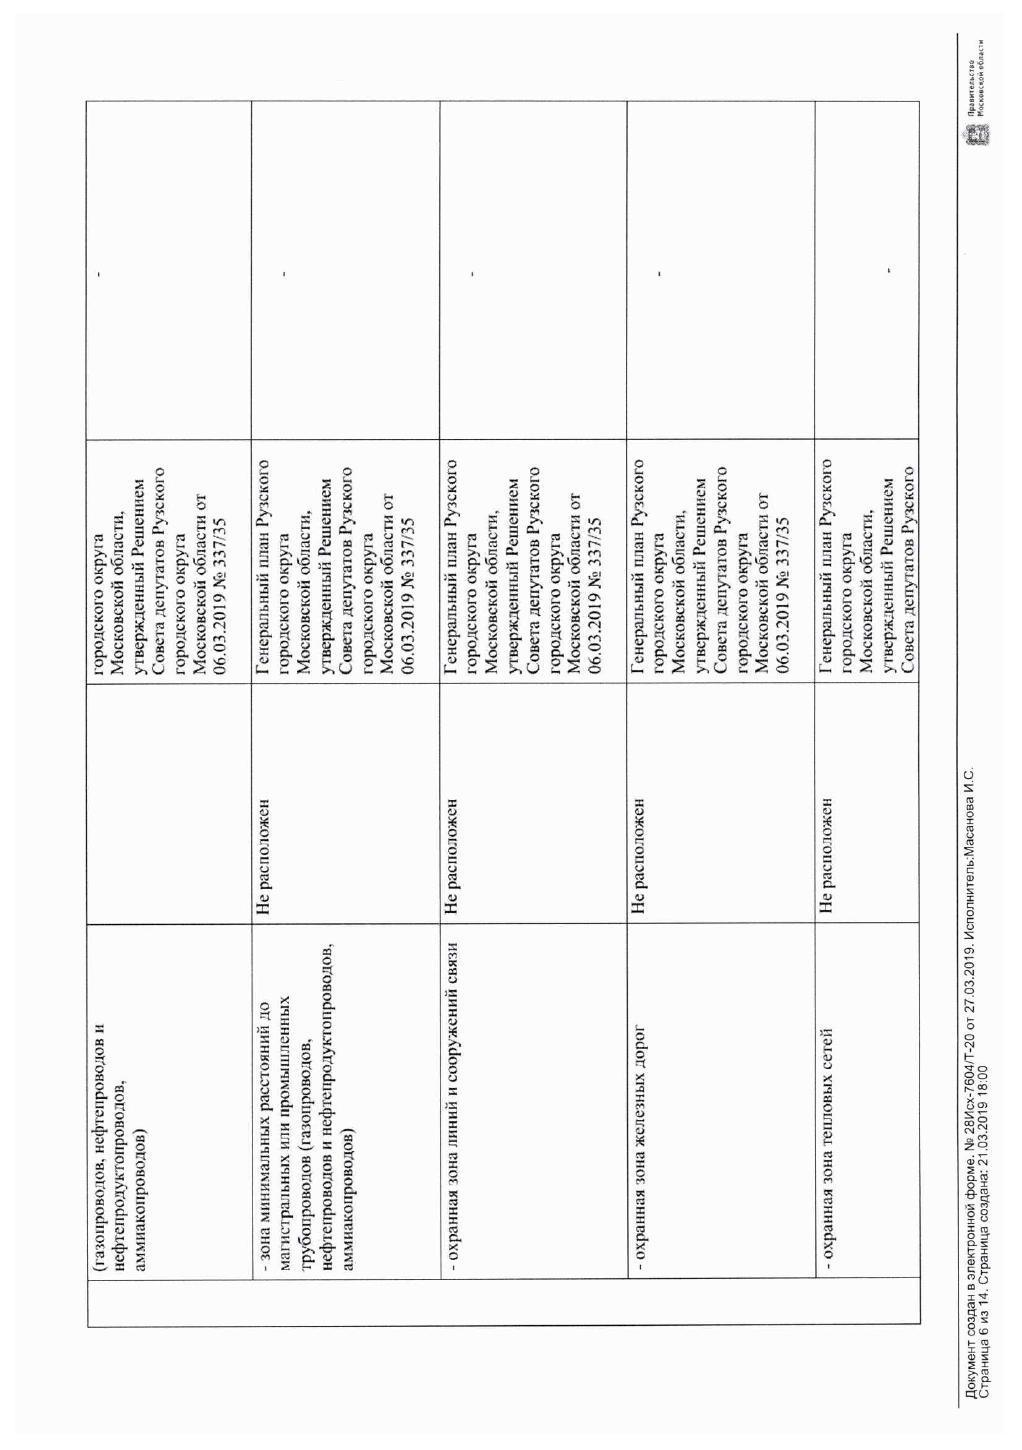 (газопроводов, нефтепроводов и
нефтепродуктопроводов,
аммиакопроводов)
городского округа
Московской области,
утвержденный Решением
Совета депутатов Рузского
городского округа
Московской области от
06.03.2019 № 337/35
-
- зона минимальных расстояний до
магистральных или промышленных
трубопроводов (газопроводов,
нефтепроводов и нефтепродуктопроводов,
аммиакопроводов)
Не расположен
Генеральный план Рузского
городского округа
Московской области,
утвержденный Решением
Совета депутатов Рузского
городского округа
Московской области от
06.03.2019 № 337/35
-
- охранная зона линий и сооружений связи
Не расположен
Генеральный план Рузского
городского округа
Московской области,
утвержденный Решением
Совета депутатов Рузского
городского округа
Московской области от
06.03.2019 № 337/35
-
- охранная зона железных дорог
Не расположен
Генеральный план Рузского
городского округа
Московской области,
утвержденный Решением
Совета депутатов Рузского
городского округа
Московской области от
06.03.2019 № 337/35
-
- охранная зона тепловых сетей
Не расположен
Генеральный план Рузского
городского округа
Московской области,
утвержденный Решением
Совета депутатов Рузского
-
Документ создан в электронной форме. № 28Исх-7604/Т-20 от 27.03.2019. Исполнитель:Масанова И.С.
Страница 6 из 14. Страница создана: 21.03.2019 18:00
Правительство
Московской области